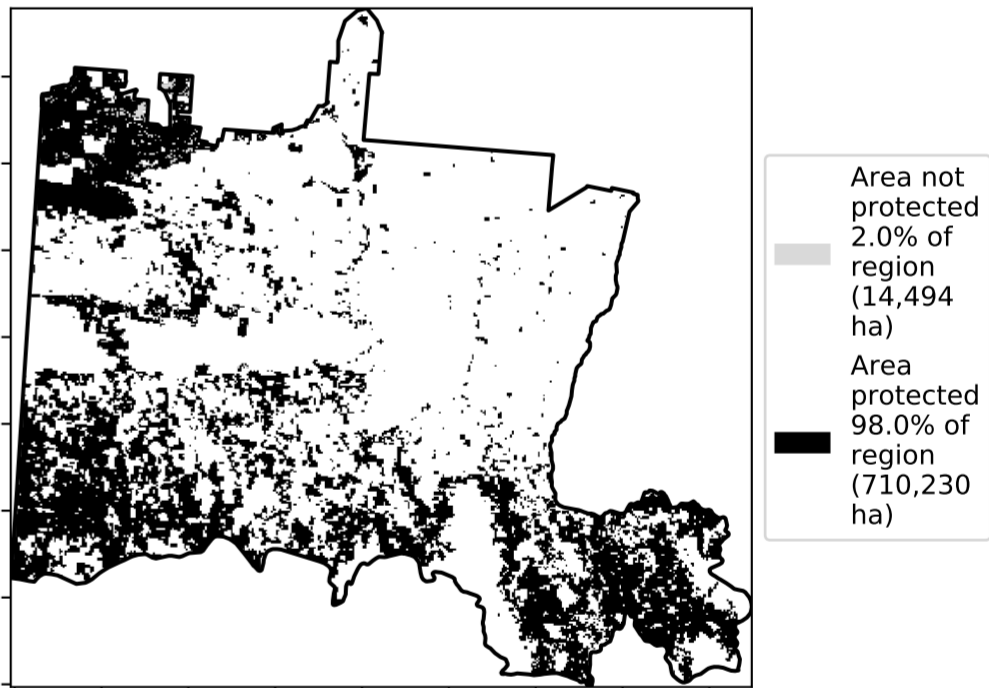 Area not
protected
2.0% of
region
(14,494
ha)
Area
protected
98.0% of
region
(710,230
ha)